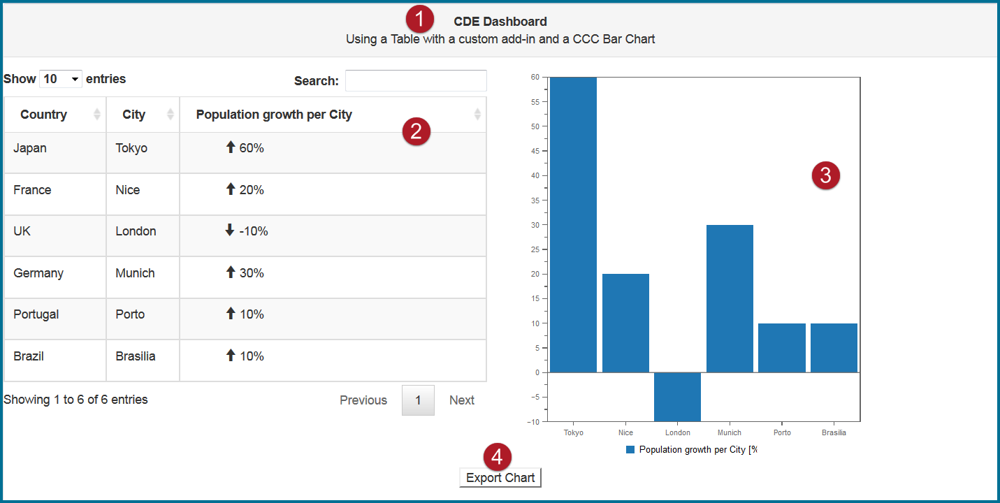 1
CDE Dashboard
Using a Table with a custom add-in and a CCC Bar Chart
Show 10 entries
Search:
Country City Population growth per City
2
Japan Tokyo 60%
France Nice 20%
UK London -10%
Germany Munich 30%
Portugal Porto 10%
Brazil Brasilia 10%
Showing 1 to 6 of 6 entries
Previous 1 Next
60
55
50
45
40
35
30
25
20
15
10
5
0
−5
−10
3
Tokyo Nice London Munich Porto Brasilia
Population growth per City [%
4
Export Chart